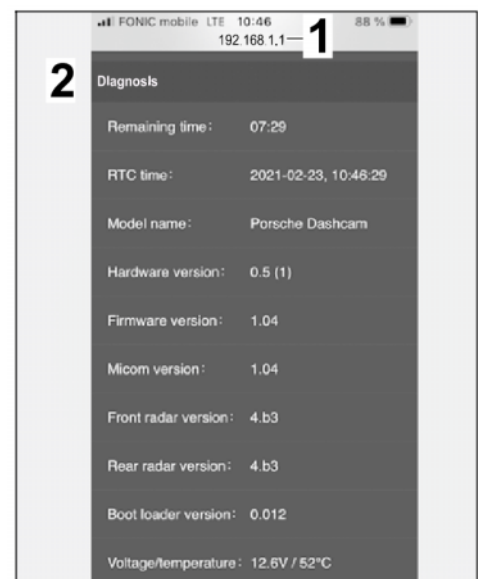 FONIC mobile LTE 10:46 88 %
192.168.1.1 1
2 Diagnosis
Remaining time: 07:29
RTC time: 2021-02-23, 10:46:29
Model name: Porsche Dashcam
Hardware version: 0.5 (1)
Firmware version: 1.04
Micom version: 1.04
Front radar version: 4.b3
Rear radar version: 4.b3
Boot loader version: 0.012
Voltage/temperature: 12.6V / 52°C